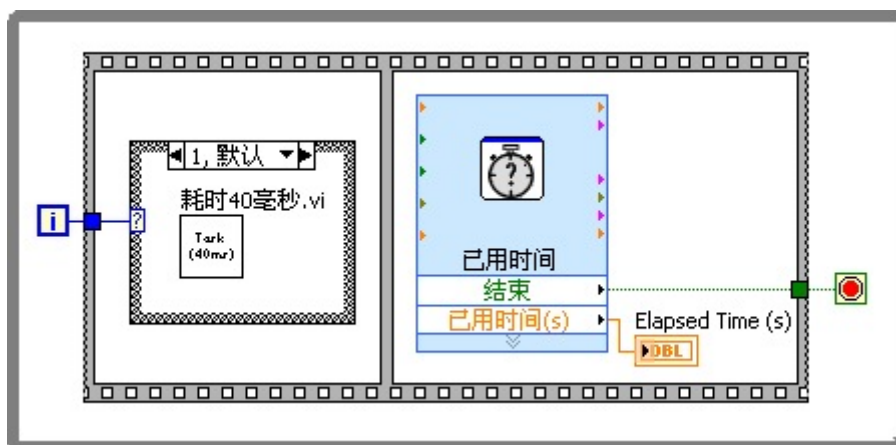 1, 默认
耗时40毫秒.vi
Task
(40ms)
i
?
?
已用时间
结束
已用时间(s)
Elapsed Time (s)
DBL